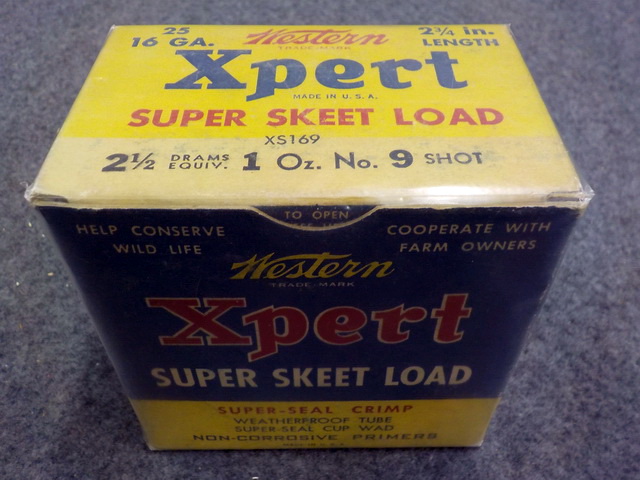 25
16 GA.
Western
TRADE-MARK
2¾ in.
LENGTH
Xpert
MADE IN U.S.A.
SUPER SKEET LOAD
XS169
2½ DRAMS EQUIV. 1 Oz. No. 9 SHOT
TO OPEN
HELP CONSERVE
WILD LIFE
COOPERATE WITH
FARM OWNERS
Western
TRADE-MARK
Xpert
SUPER SKEET LOAD
SUPER-SEAL CRIMP
WEATHERPROOF TUBE
SUPER-SEAL CUP WAD
NON-CORROSIVE PRIMERS